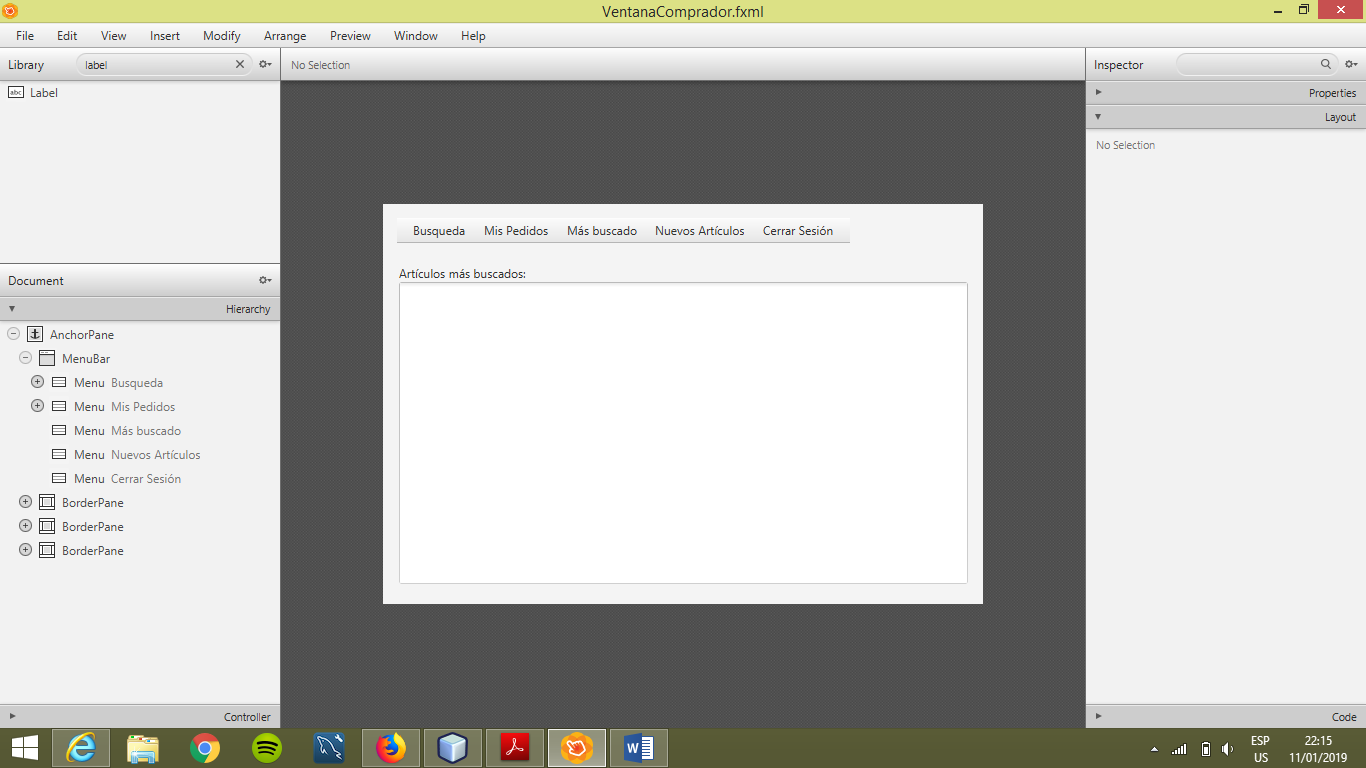 VentanaComprador.fxml
File Edit View Insert Modify Arrange Preview Window Help
Library label
No Selection
Inspector
abc Label
Properties
Layout
No Selection
Busqueda Mis Pedidos Más buscado Nuevos Artículos Cerrar Sesión
Artículos más buscados:
Document
Hierarchy
AnchorPane
MenuBar
Menu Busqueda
Menu Mis Pedidos
Menu Más buscado
Menu Nuevos Artículos
Menu Cerrar Sesión
BorderPane
BorderPane
BorderPane
Controller
Code
ESP
US
22:15
11/01/2019